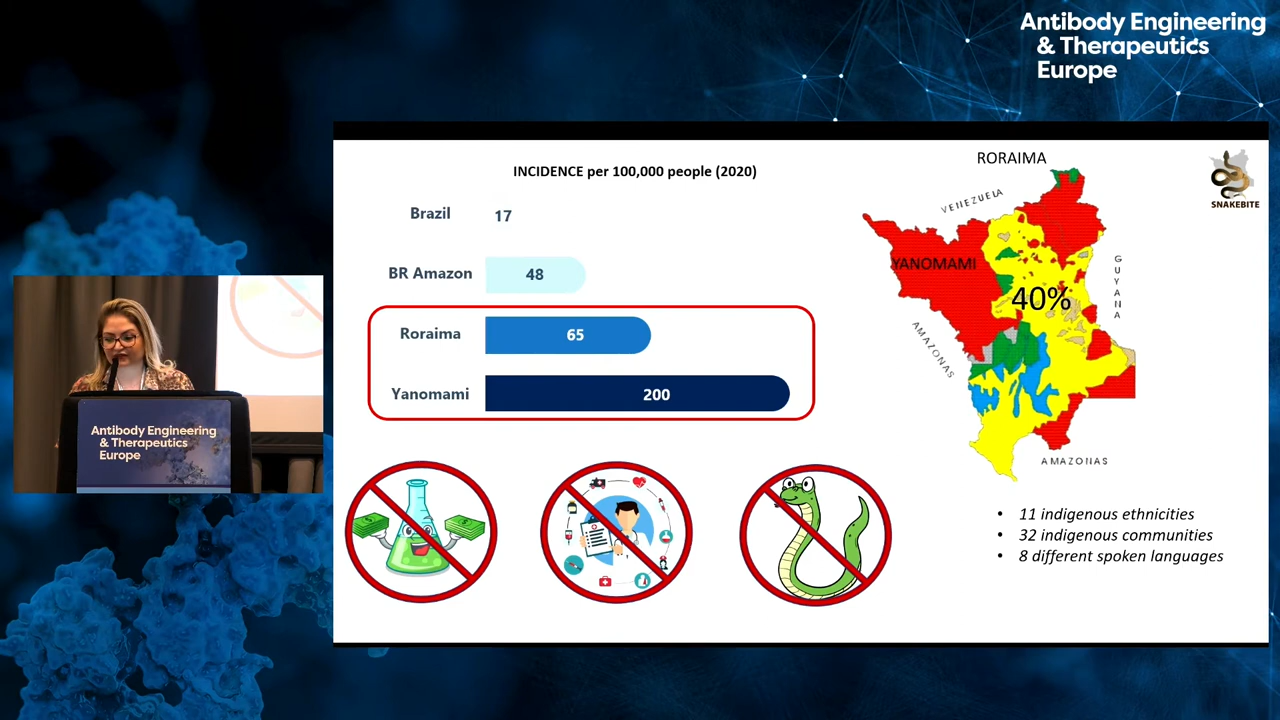 Antibody Engineering
& Therapeutics
Europe
INCIDENCE per 100,000 people (2020)
Brazil 17
BR Amazon 48
Roraima 65
Yanomami 200
RORAIMA
VENEZUELA
YANOMAMI
40%
GUYANA
AMAZONAS
AMAZONAS
SNAKEBITE
• 11 indigenous ethnicities
• 32 indigenous communities
• 8 different spoken languages
Antibody Engineering
& Therapeutics
Europe